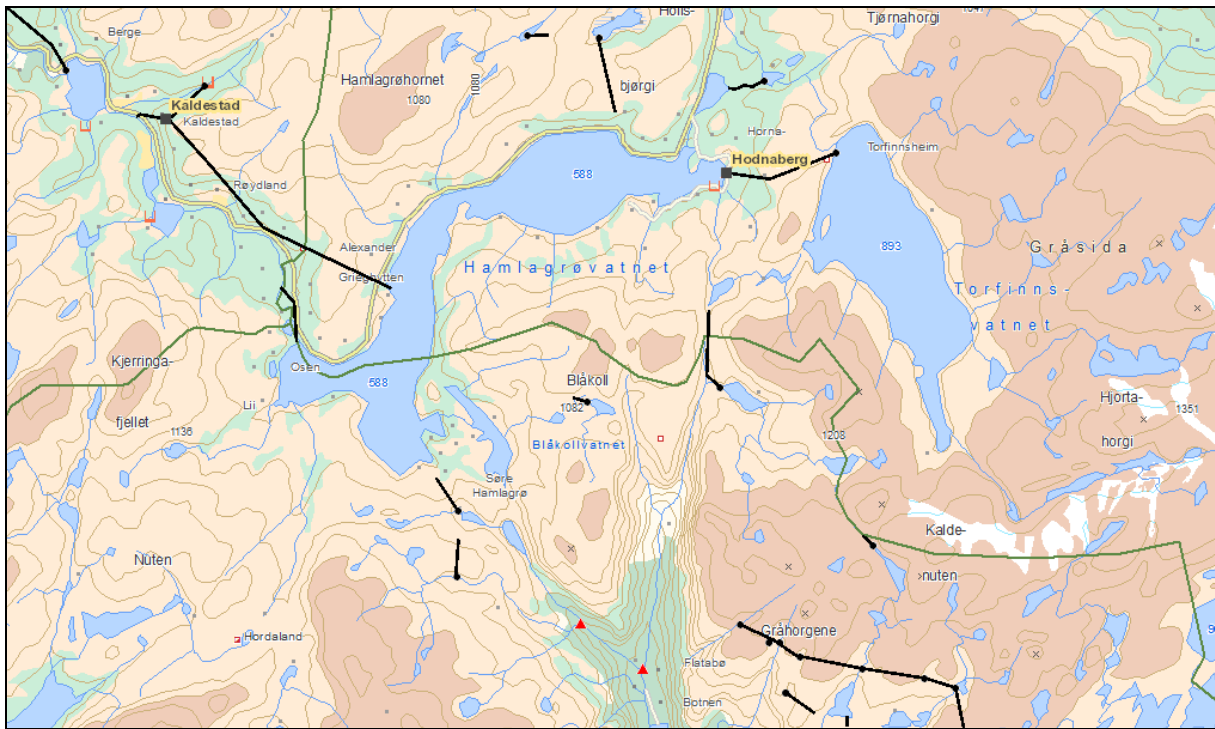 Berge
Tjørnahorgi
Hamlagrøhornet
1080
1080
bjørgi
Kaldestad
Kaldestad
Horna-
Hodnaberg
Torfinnsheim
588
Røydland
Alexander
Grieghytten
Hamlagrøvatnet
893
Gråsida
Torfinns-
vatnet
Kjerringa-
fjellet
1136
Osen
588
Lii
Blåkoll
1082
Blåkollvatnet
1208
Hjorta-
horgi
1351
Søre
Hamlagrø
Kalde-
nuten
Nuten
Hordaland
Gråhorgene
Flatabø
Botnen